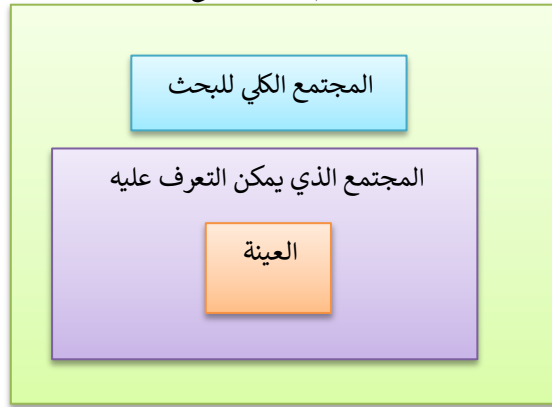 المجتمع الكلي للبحث
المجتمع الذي يمكن التعرف عليه
العينة